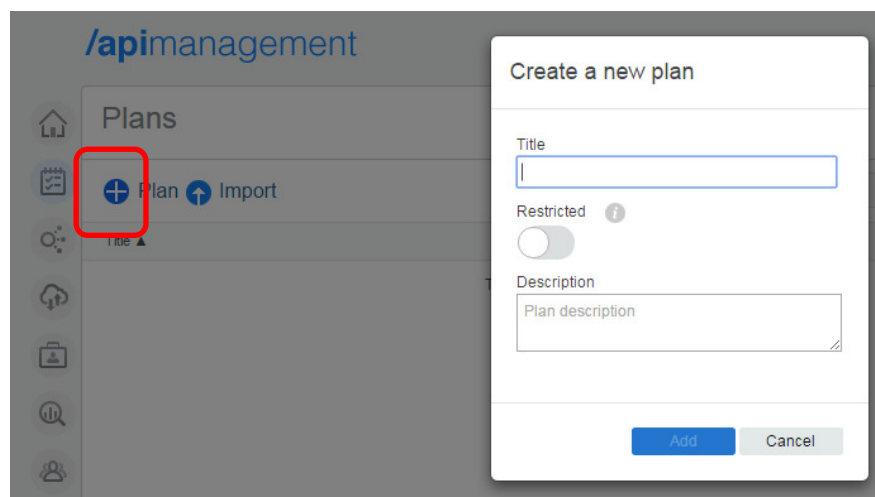 /apimanagement
Create a new plan
Plans
Title
Plan Import
Restricted
Title ▲
Description
T
Plan description
Add Cancel